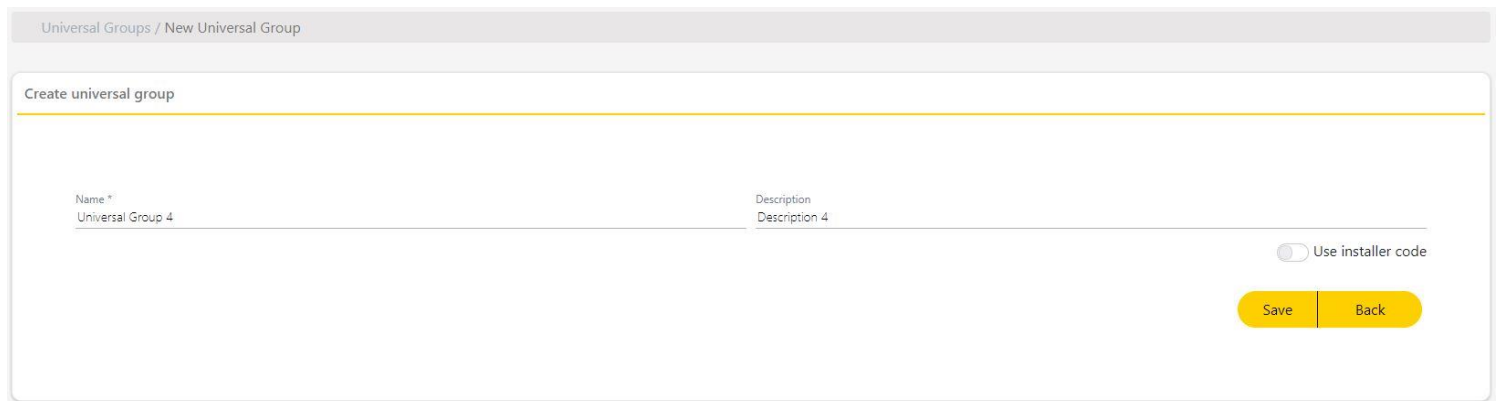 Universal Groups / New Universal Group
Create universal group
Name *
Universal Group 4
Description
Description 4
Use installer code
Save
Back